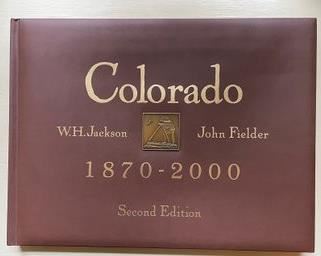 Colorado
W.H.Jackson John Fielder
1870-2000
Second Edition